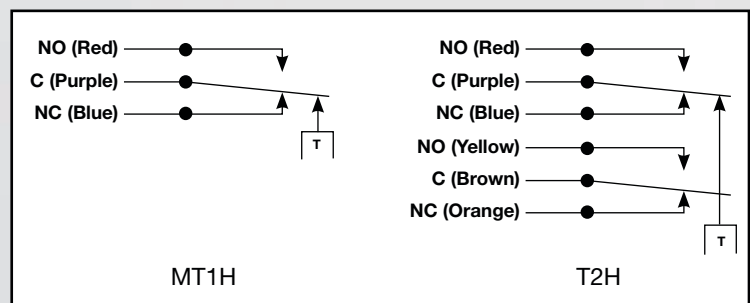 NO (Red)
C (Purple)
NC (Blue)
T
MT1H
NO (Red)
C (Purple)
NC (Blue)
NO (Yellow)
C (Brown)
NC (Orange)
T
T2H